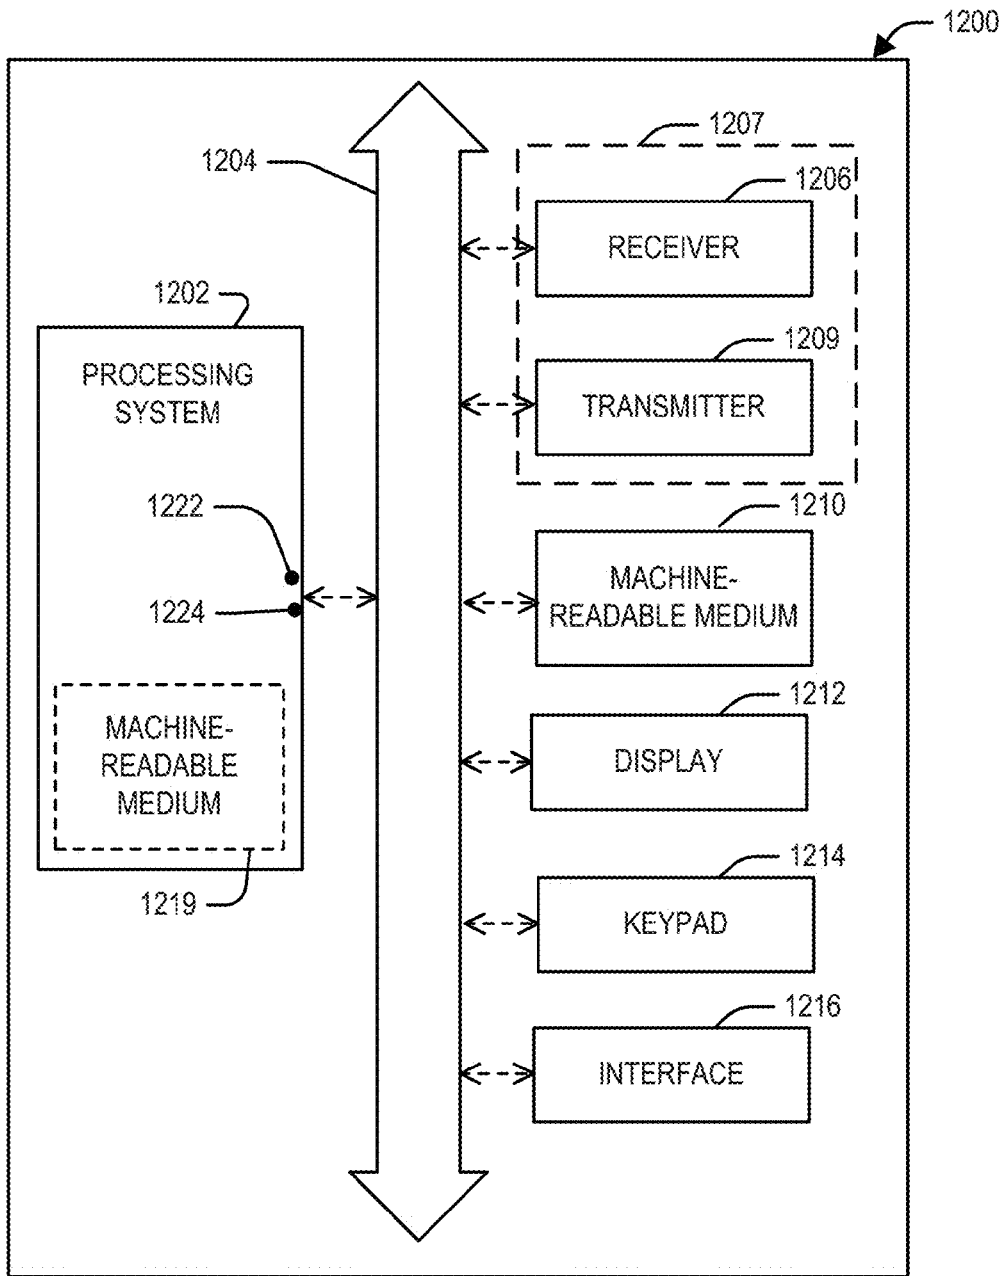 1200
1207
1204
1206
RECEIVER
1202
PROCESSING
SYSTEM
1209
TRANSMITTER
1222
1224
1210
MACHINE-
READABLE MEDIUM
MACHINE-
READABLE
MEDIUM
1219
1212
DISPLAY
1214
KEYPAD
1216
INTERFACE